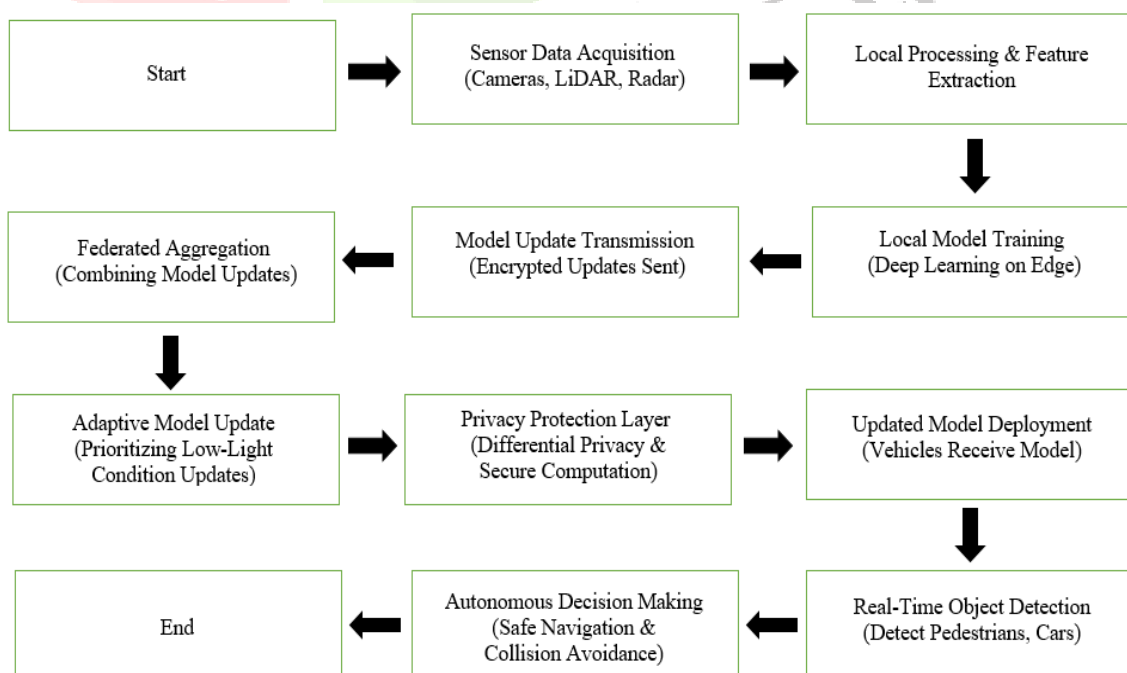 Start
Sensor Data Acquisition
(Cameras, LiDAR, Radar)
Local Processing & Feature
Extraction
Local Model Training
(Deep Learning on Edge)
Model Update Transmission
(Encrypted Updates Sent)
Federated Aggregation
(Combining Model Updates)
Adaptive Model Update
(Prioritizing Low-Light
Condition Updates)
Privacy Protection Layer
(Differential Privacy &
Secure Computation)
Updated Model Deployment
(Vehicles Receive Model)
Real-Time Object Detection
(Detect Pedestrians, Cars)
Autonomous Decision Making
(Safe Navigation &
Collision Avoidance)
End